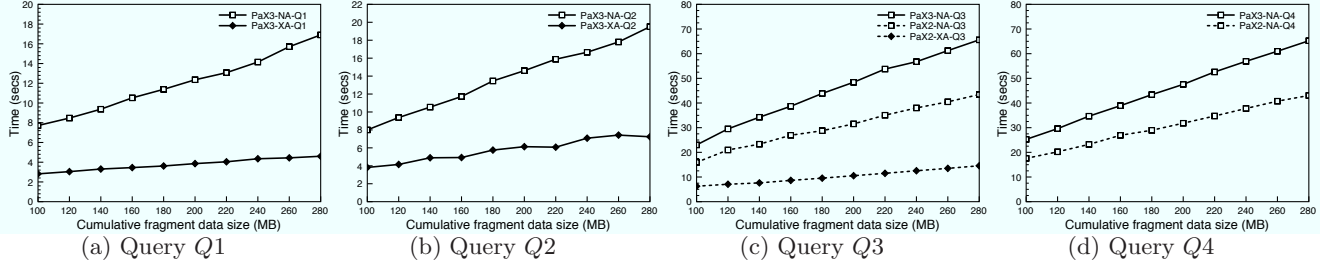 PaX3-NA-Q1
PaX3-XA-Q1
Time (secs)
0 2 4 6 8 10 12 14 16 18 20
100 120 140 160 180 200 220 240 260 280
Cumulative fragment data size (MB)
(a) Query Q1
PaX3-NA-Q2
PaX3-XA-Q2
Time (secs)
0 2 4 6 8 10 12 14 16 18 20 22
100 120 140 160 180 200 220 240 260 280
Cumulative fragment data size (MB)
(b) Query Q2
PaX3-NA-Q3
PaX2-NA-Q3
PaX2-XA-Q3
Time (secs)
0 10 20 30 40 50 60 70 80
100 120 140 160 180 200 220 240 260 280
Cumulative fragment data size (MB)
(c) Query Q3
PaX3-NA-Q4
PaX2-NA-Q4
Time (secs)
0 10 20 30 40 50 60 70 80
100 120 140 160 180 200 220 240 260 280
Cumulative fragment data size (MB)
(d) Query Q4